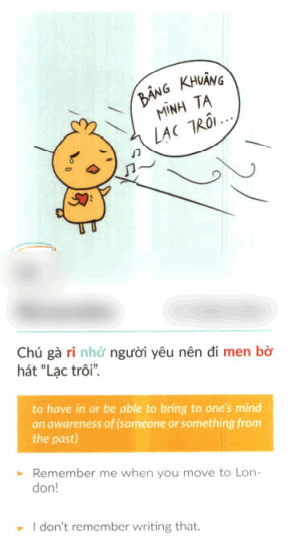 BÂNG KHUÂNG
MÌNH TA
LẠC TRÔI...
Chú gà ri nhớ người yêu nên đi men bờ
hát "Lạc trôi".
to have in or be able to bring to one's mind
an awareness of (someone or something from
the past)
Remember me when you move to Lon-
don!
I don't remember writing that.